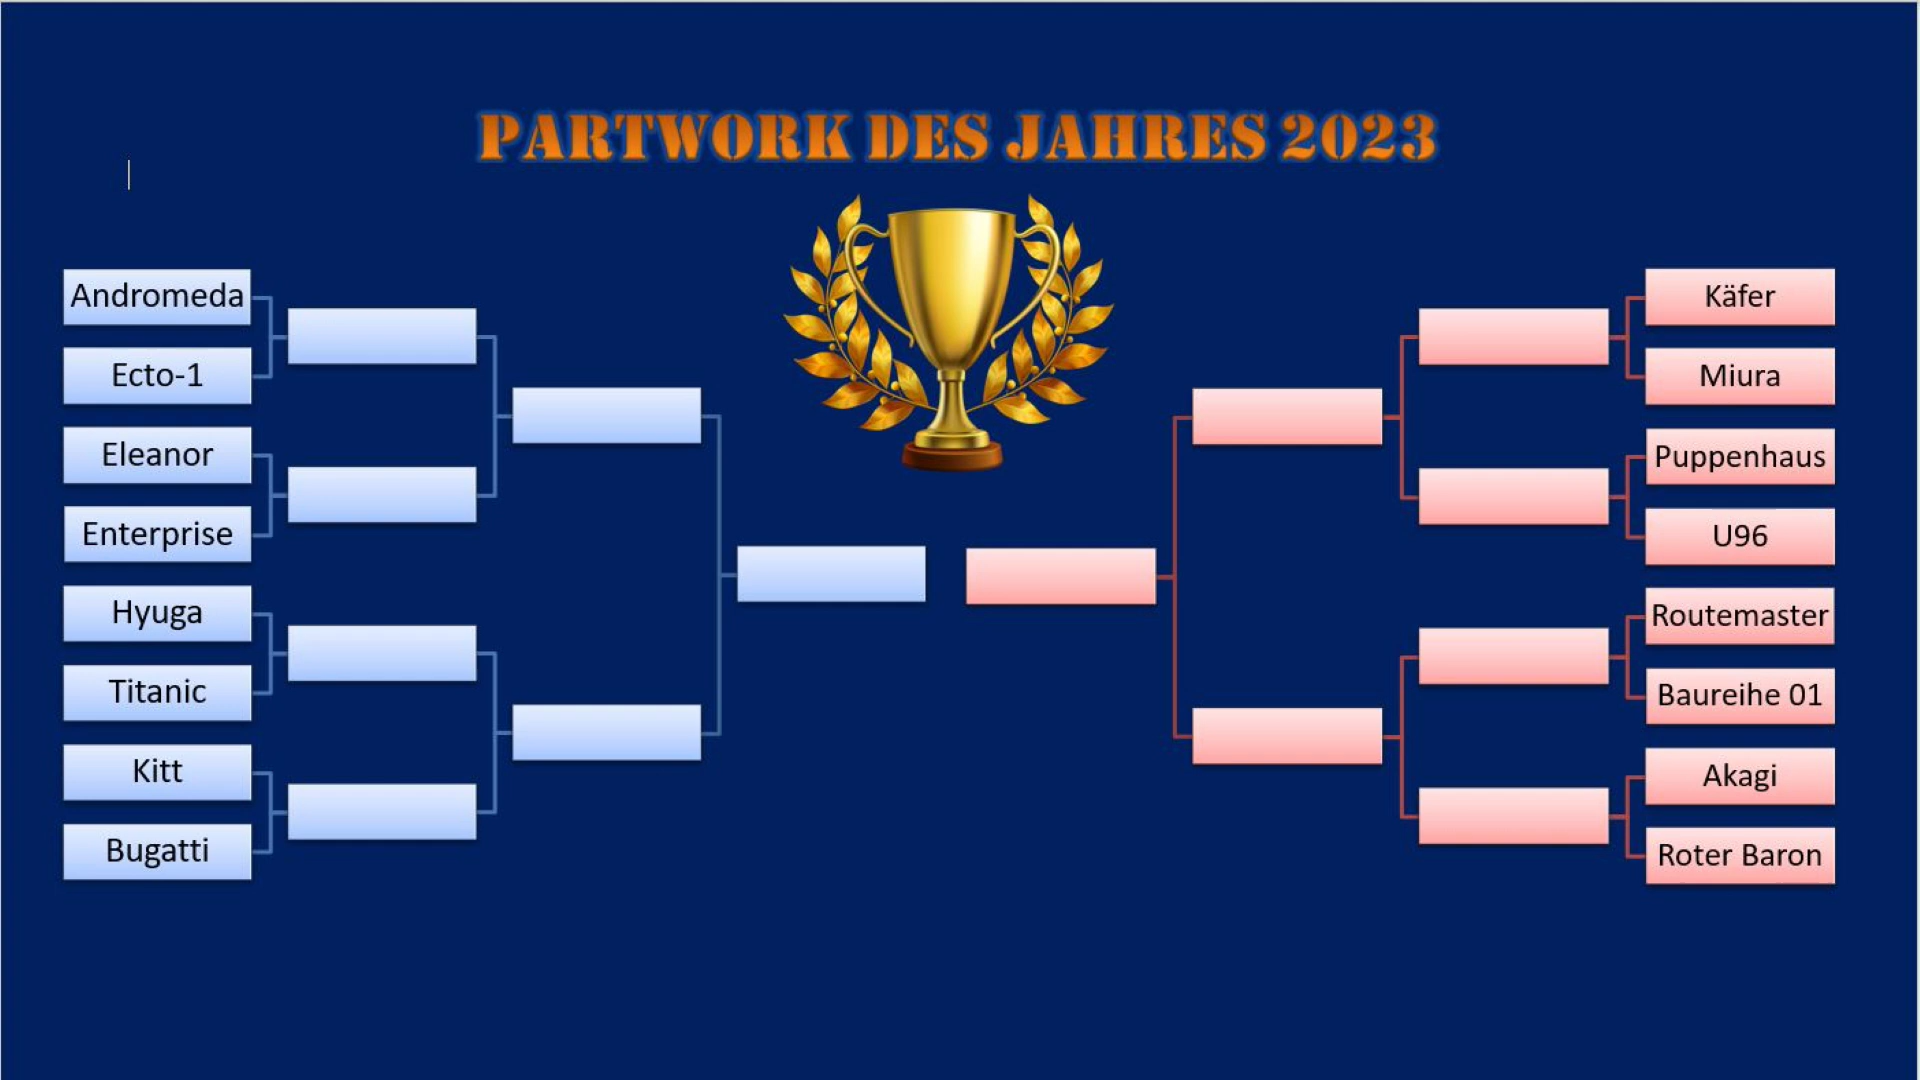 PARTWORK DES JAHRES 2023
Andromeda
Ecto-1
Eleanor
Enterprise
Hyuga
Titanic
Kitt
Bugatti
Käfer
Miura
Puppenhaus
U96
Routemaster
Baureihe 01
Akagi
Roter Baron